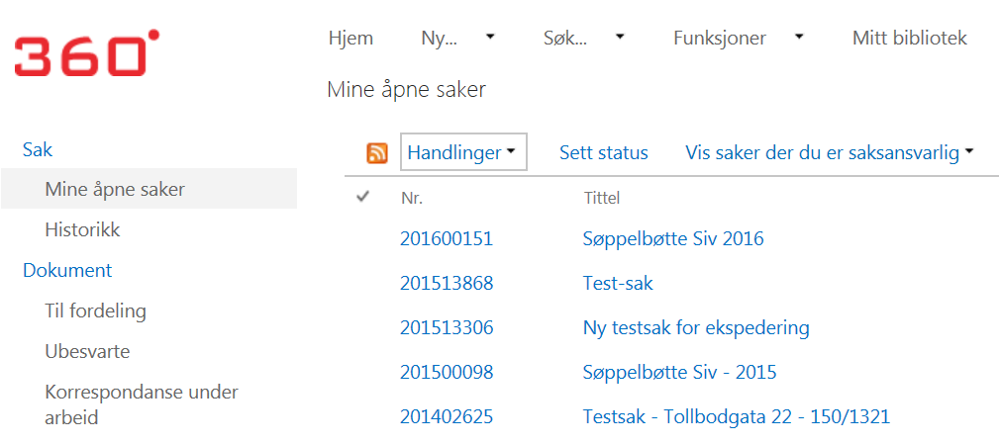 360°
Hjem Ny... Søk... Funksjoner Mitt bibliotek
Mine åpne saker
Sak
Mine åpne saker
Historikk
Dokument
Til fordeling
Ubesvarte
Korrespondanse under
arbeid
Handlinger Sett status Vis saker der du er saksansvarlig
Nr. Tittel
201600151 Søppelbøtte Siv 2016
201513868 Test-sak
201513306 Ny testsak for ekspedering
201500098 Søppelbøtte Siv - 2015
201402625 Testsak - Tollbodgata 22 - 150/1321